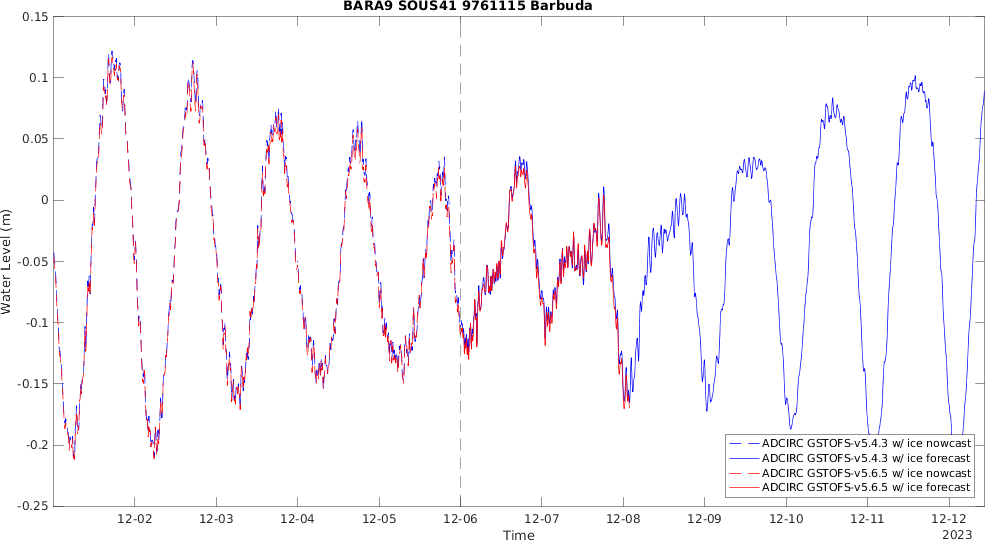 BARA9 SOUS41 9761115 Barbuda
0.15
0.1
0.05
0
-0.05
-0.1
-0.15
-0.2
-0.25
Water Level (m)
12-02 12-03 12-04 12-05 12-06 12-07 12-08 12-09 12-10 12-11 12-12
Time
2023
ADCIRC GSTOFS-v5.4.3 w/ ice nowcast
ADCIRC GSTOFS-v5.4.3 w/ ice forecast
ADCIRC GSTOFS-v5.6.5 w/ ice nowcast
ADCIRC GSTOFS-v5.6.5 w/ ice forecast